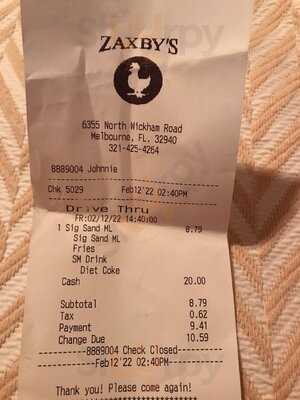 ZAXBY'S
6355 North Wickham Road
Melbourne, FL. 32940
321-425-4264
8889004 Johnnie
Chk 5029 Feb12'22 02:40PM
Drive Thru
FR:02/12/22 14:40:00
1 Sig Sand ML 8.79
Sig Sand ML
Fries
SM Drink
Diet Coke
Cash 20.00
Subtotal 8.79
Tax 0.62
Payment 9.41
Change Due 10.59
--------8889004 Check Closed--------
--------Feb12'22 02:40PM--------
Thank you! Please come again!